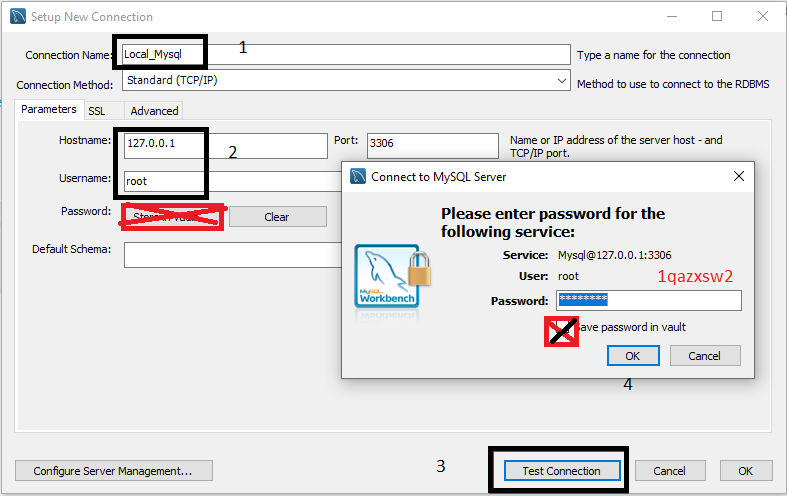 Setup New Connection
Connection Name: Local_Mysql 1 Type a name for the connection
Connection Method: Standard (TCP/IP) Method to use to connect to the RDBMS
Parameters SSL Advanced
Hostname: 127.0.0.1 2 Port: 3306 Name or IP address of the server host - and
TCP/IP port.
Username: root
Password: Clear
Default Schema:
Connect to MySQL Server
Please enter password for the
following service:
Service: Mysql@127.0.0.1:3306
User: root 1qazxsw2
Password: ********
Save password in vault
OK Cancel
4
MySQL
Workbench
Configure Server Management... 3 Test Connection Cancel OK